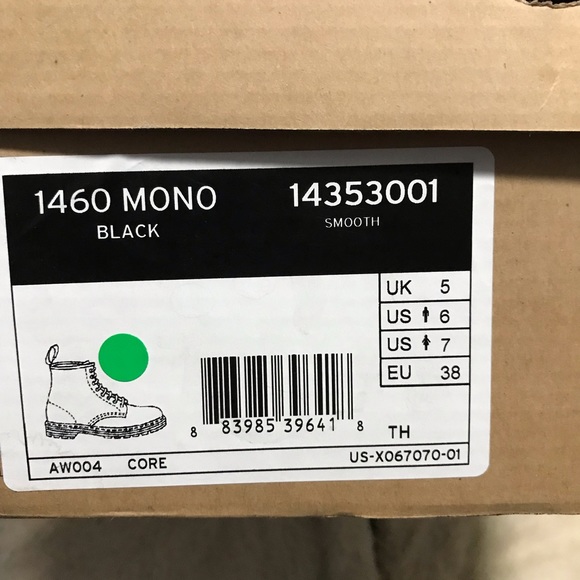 1460 MONO 14353001
BLACK SMOOTH
UK 5
US 6
US 7
EU 38
8 83985 39641 8
TH
AW004 CORE US-X067070-01